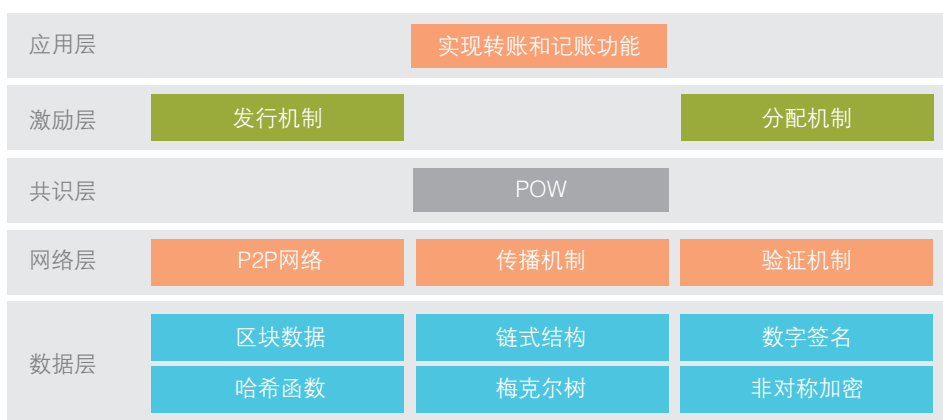 应用层
实现转账和记账功能
激励层
发行机制
分配机制
共识层
POW
网络层
P2P网络
传播机制
验证机制
数据层
区块数据
链式结构
数字签名
哈希函数
梅克尔树
非对称加密